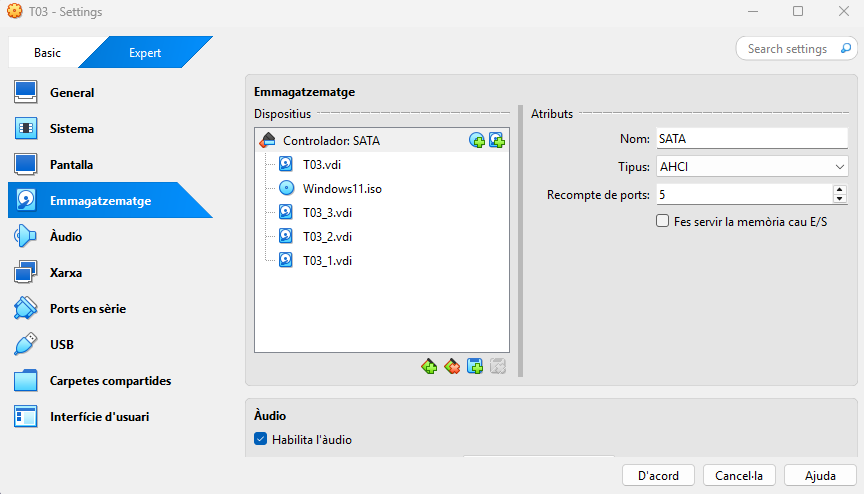 T03 - Settings
Basic
Expert
Search settings
General
Sistema
Pantalla
Emmagatzematge
Àudio
Xarxa
Ports en sèrie
USB
Carpetes compartides
Interfície d'usuari
Emmagatzematge
Dispositius
Controlador: SATA
T03.vdi
Windows11.iso
T03_3.vdi
T03_2.vdi
T03_1.vdi
Atributs
Nom: SATA
Tipus: AHCI
Recompte de ports: 5
Fes servir la memòria cau E/S
Àudio
Habilita l'àudio
D'acord
Cancel·la
Ajuda